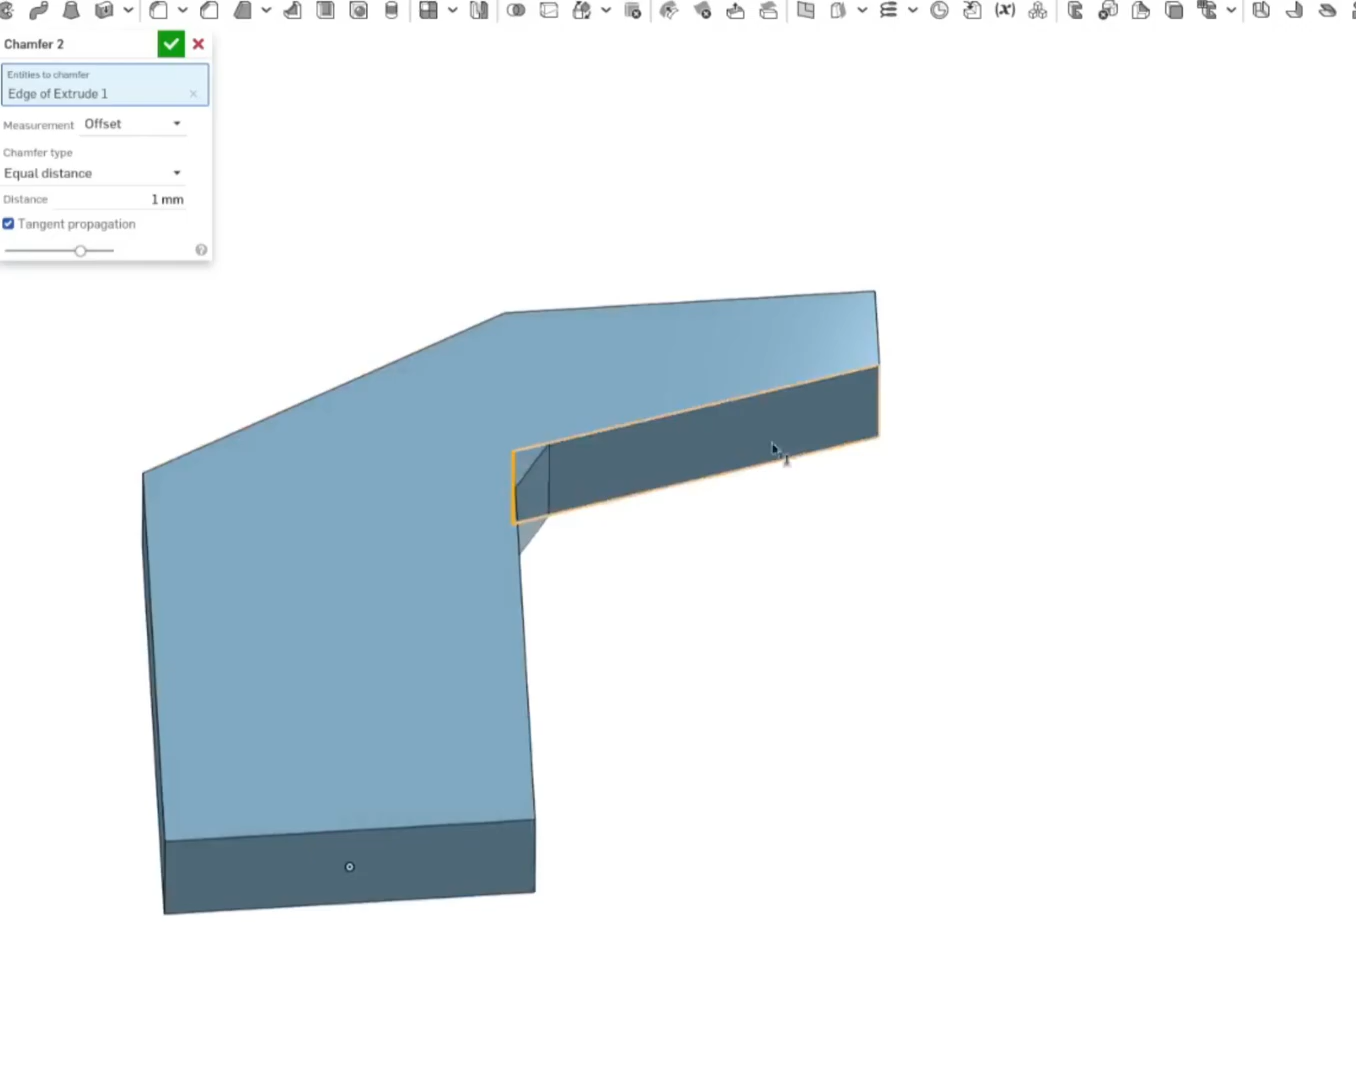 (x)
Chamfer 2
Entities to chamfer
Edge of Extrude 1
Measurement Offset
Chamfer type
Equal distance
Distance 1 mm
Tangent propagation